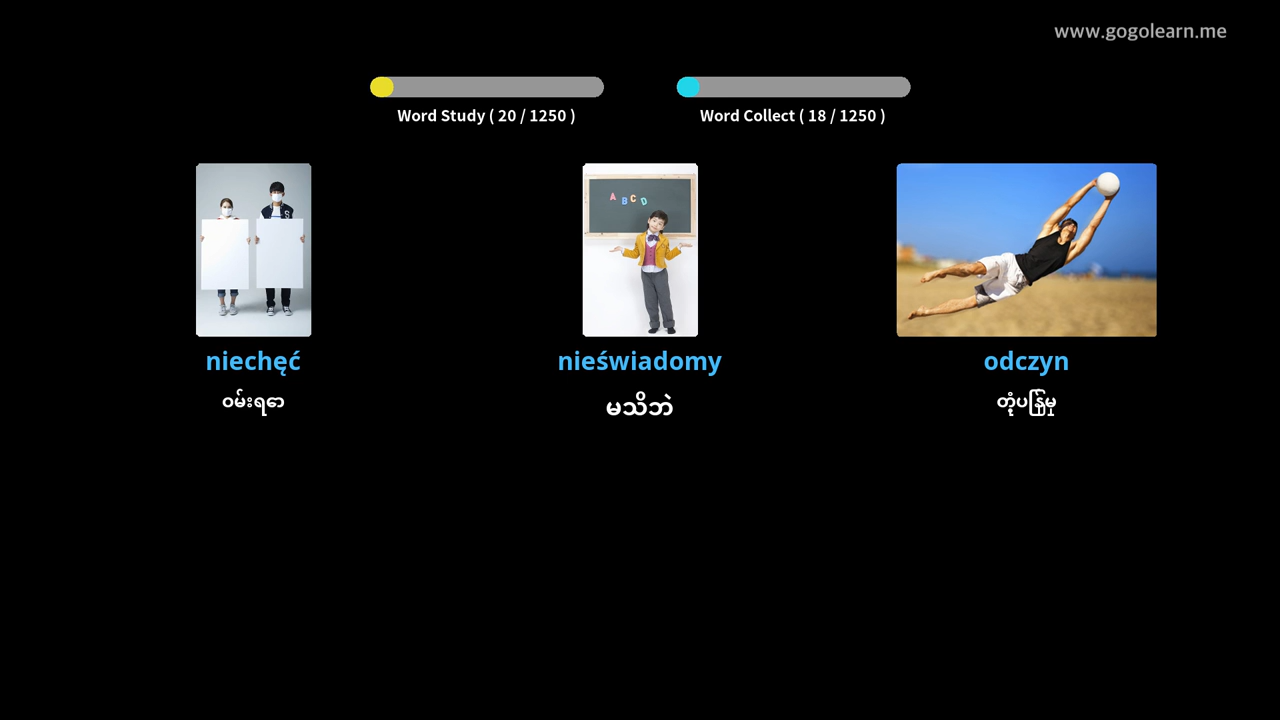 www.gogolearn.me
Word Study ( 20 / 1250 )
Word Collect ( 18 / 1250 )
A B C D
niechęć
nieświadomy
odczyn
ဝမ်းရော
မသိဘဲ
တုံ့ပြန်မှု